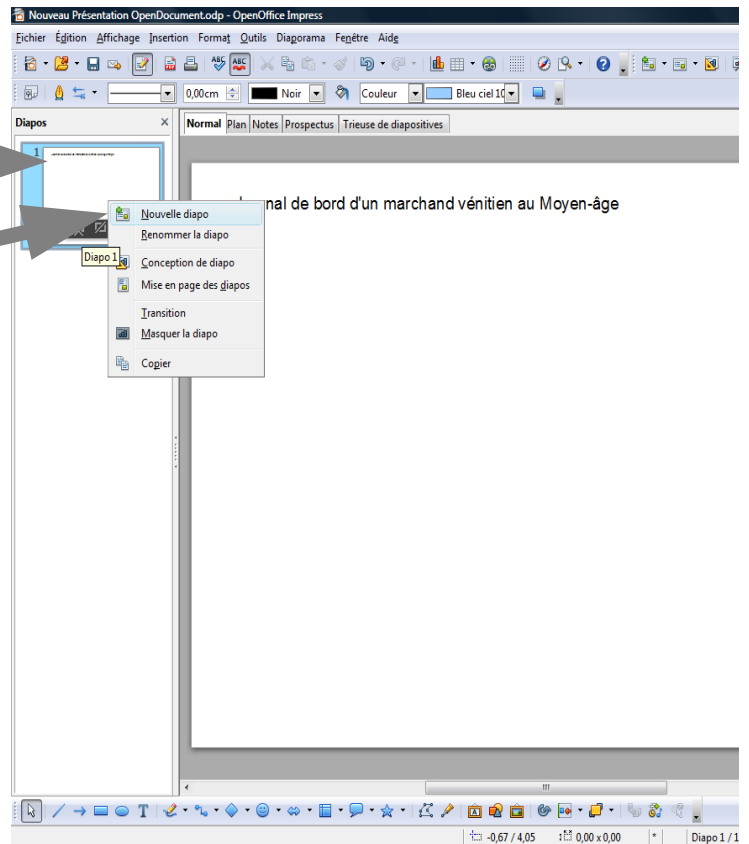 Nouveau Présentation OpenDocument.odp - OpenOffice Impress
Fichier Édition Affichage Insertion Format Outils Diaporama Fenêtre Aide
ABC ABC
0,00cm Noir Couleur Bleu ciel 10
Diapos
Normal Plan Notes Prospectus Trieuse de diapositives
1
nal de bord d'un marchand vénitien au Moyen-âge
Nouvelle diapo
Renommer la diapo
Diapo 1
Conception de diapo
Mise en page des diapos
Transition
Masquer la diapo
Copier
-0,67 / 4,05 0,00 x 0,00 * Diapo 1 / 1